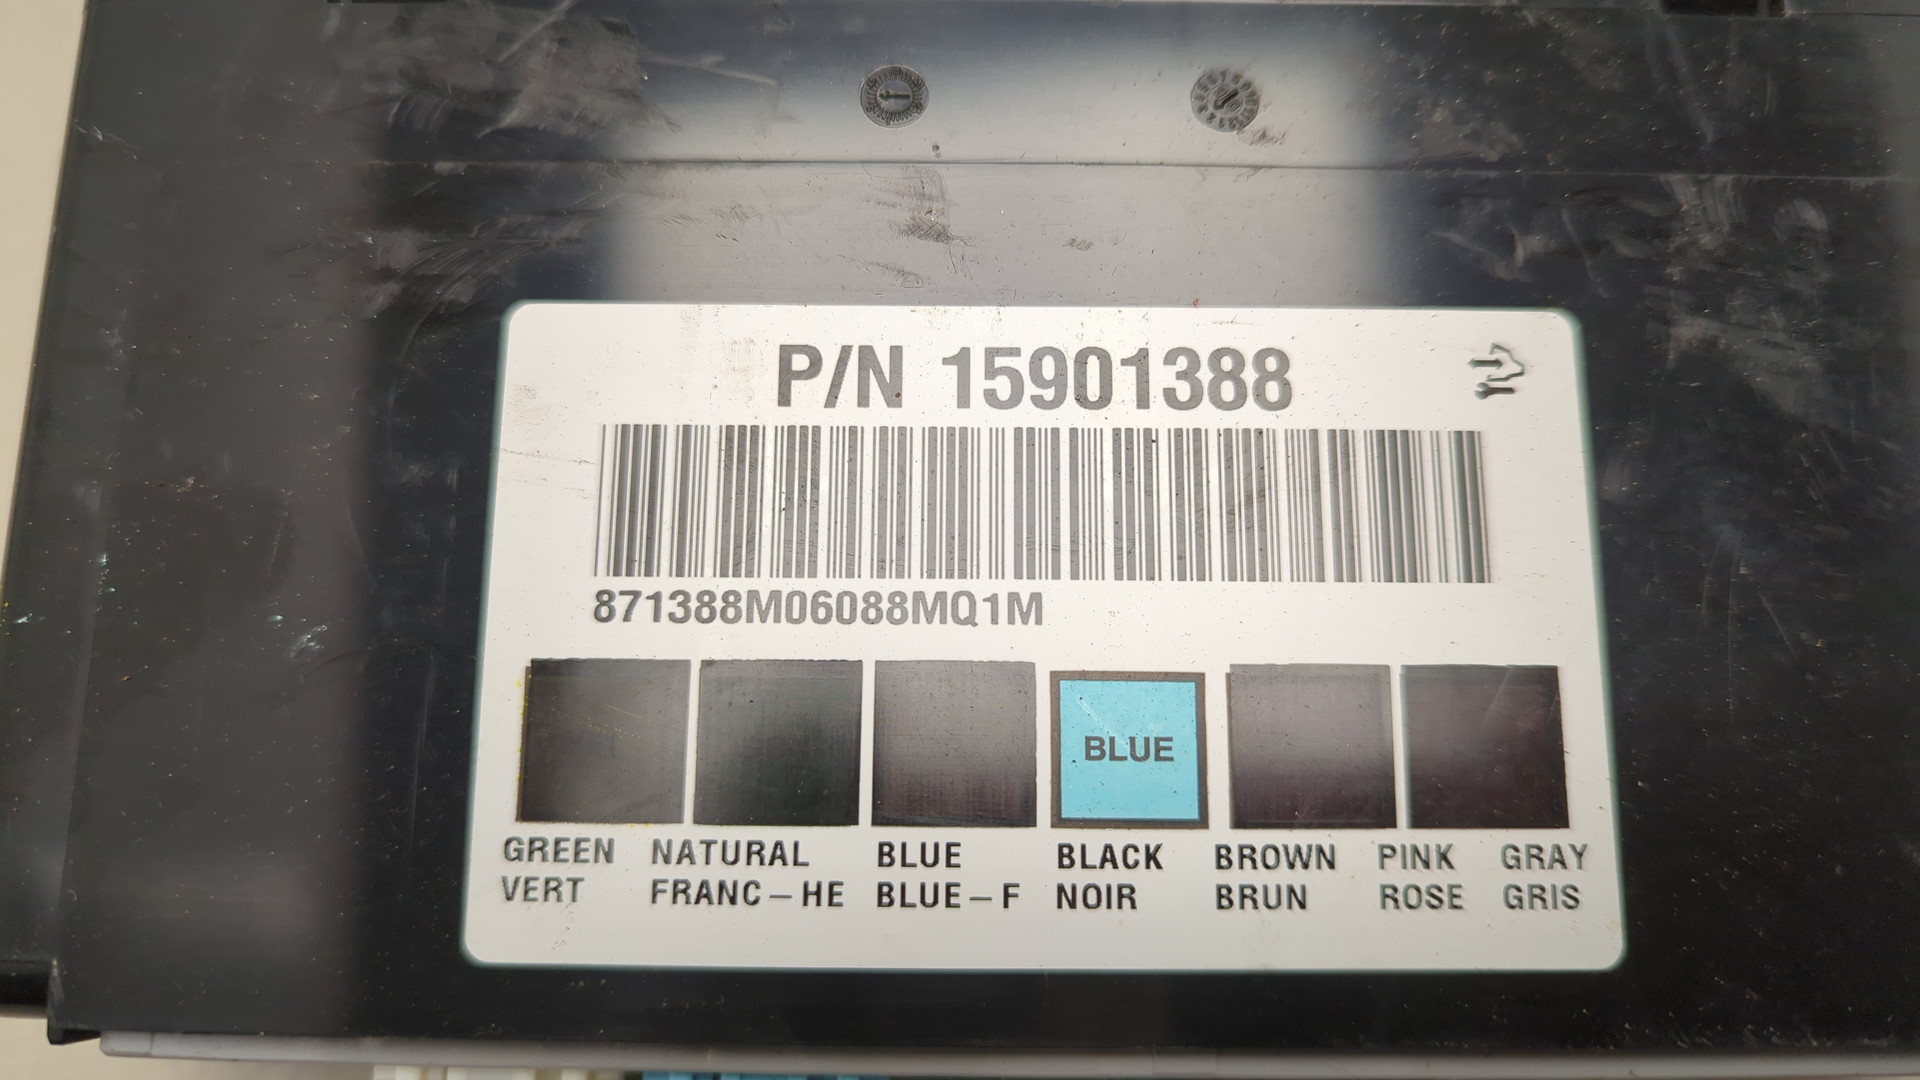 P/N 15901388
871388M06088MQ1M
BLUE
GREEN NATURAL BLUE BLACK BROWN PINK GRAY
VERT FRANC-HE BLUE-F NOIR BRUN ROSE GRIS